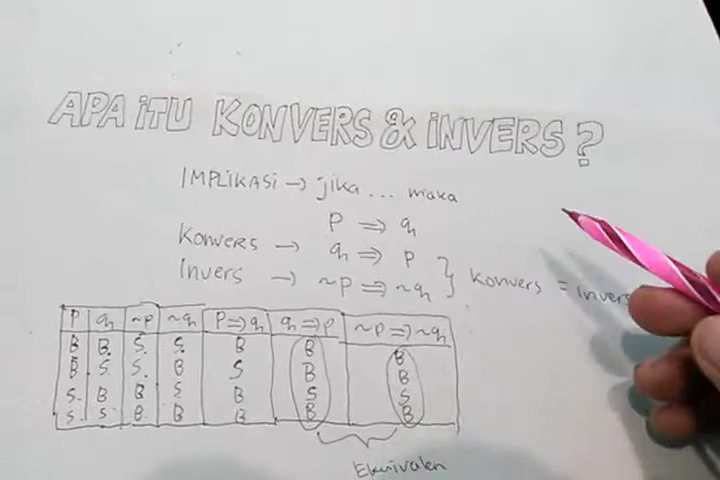 APA iTU KONVERS & iNVERS ?
IMPLIKASI → jika ... maka
P ⇒ q
Konvers → q ⇒ P
Invers → ~P ⇒ ~q } Konvers = Invers
P q ~P ~q P⇒q q⇒P ~P⇒~q
B B S S B B B
B S S B S B B
S B B S B S S
S S B B B B B
Ekuivalen